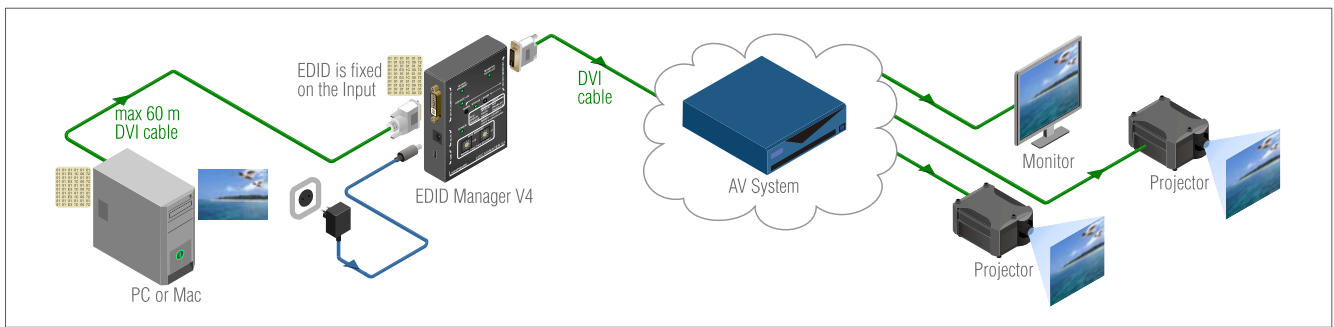 EDID is fixed
on the Input
max 60 m
DVI cable
DVI
cable
EDID Manager V4
AV System
Monitor
Projector
Projector
PC or Mac